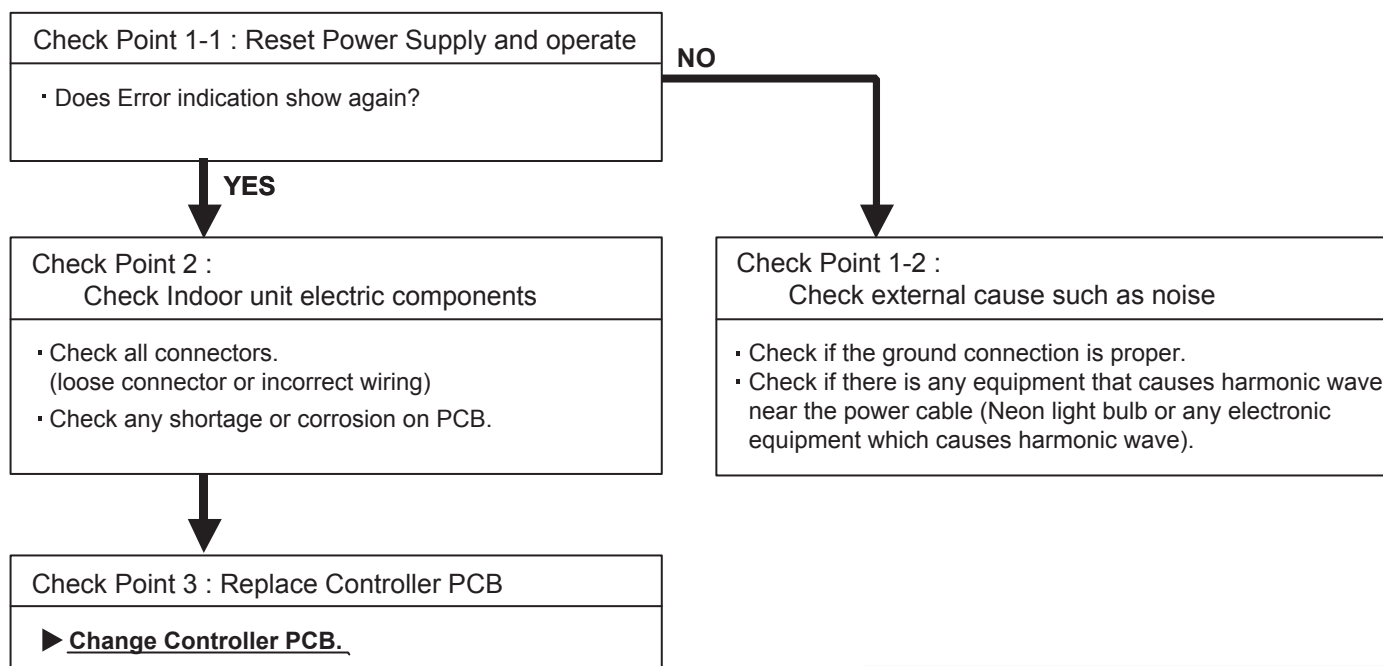 Check Point 1-1 : Reset Power Supply and operate
▪ Does Error indication show again?
NO
YES
Check Point 2 :
Check Indoor unit electric components
▪ Check all connectors.
(loose connector or incorrect wiring)
▪ Check any shortage or corrosion on PCB.
Check Point 1-2 :
Check external cause such as noise
▪ Check if the ground connection is proper.
▪ Check if there is any equipment that causes harmonic wave
near the power cable (Neon light bulb or any electronic
equipment which causes harmonic wave).
Check Point 3 : Replace Controller PCB
▶ Change Controller PCB.